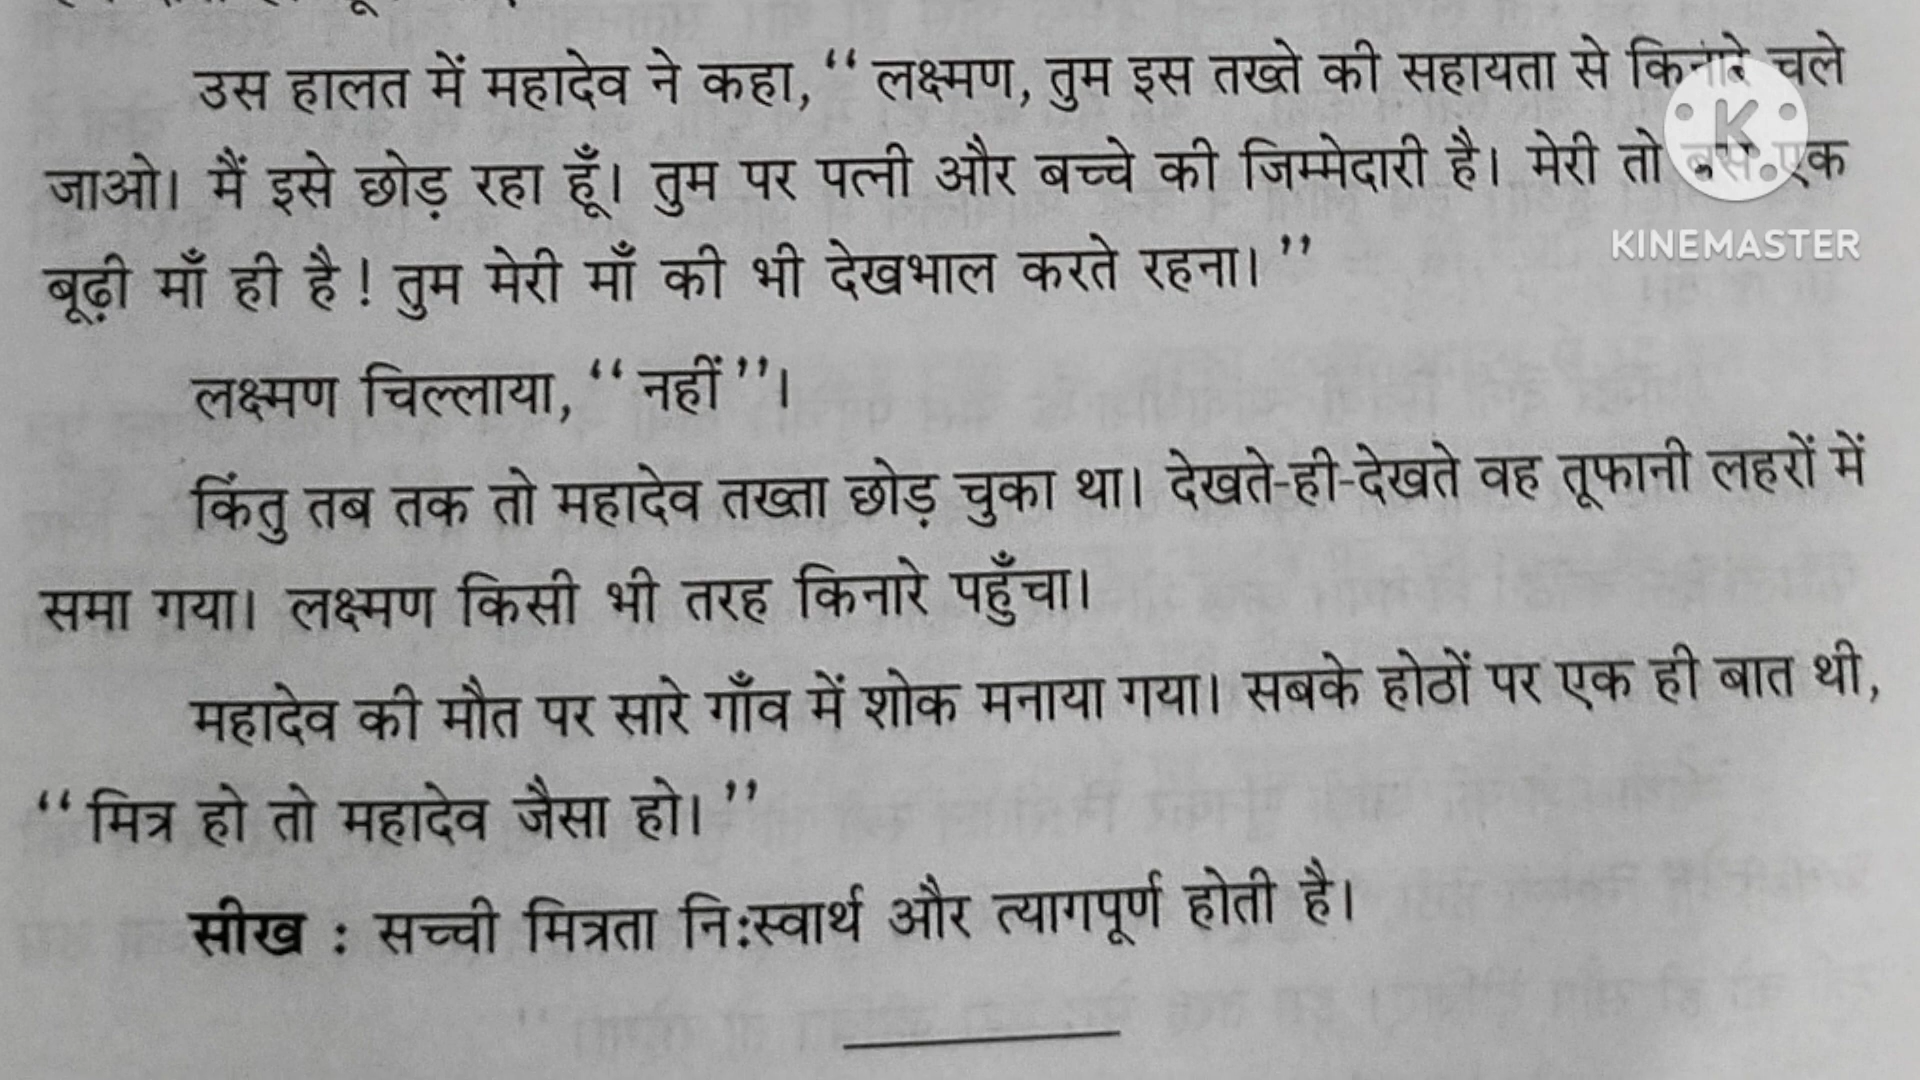 उस हालत में महादेव ने कहा, “लक्ष्मण, तुम इस तख्ते की सहायता से किनारे चले
जाओ। मैं इसे छोड़ रहा हूँ। तुम पर पत्नी और बच्चे की जिम्मेदारी है। मेरी तो बस एक
बूढ़ी माँ ही है! तुम मेरी माँ की भी देखभाल करते रहना।”
लक्ष्मण चिल्लाया, “नहीं”।
किंतु तब तक तो महादेव तख्ता छोड़ चुका था। देखते-ही-देखते वह तूफानी लहरों में
समा गया। लक्ष्मण किसी भी तरह किनारे पहुँचा।
महादेव की मौत पर सारे गाँव में शोक मनाया गया। सबके होठों पर एक ही बात थी,
“मित्र हो तो महादेव जैसा हो।”
सीख : सच्ची मित्रता नि:स्वार्थ और त्यागपूर्ण होती है।
K
KINEMASTER